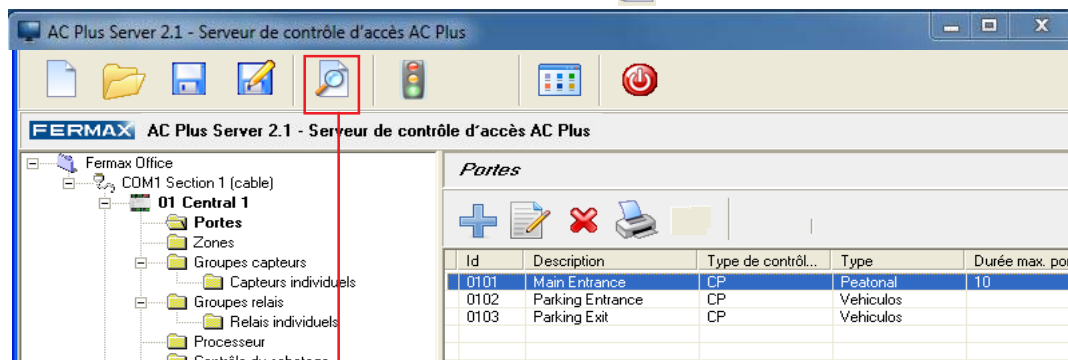 AC Plus Server 2.1 - Serveur de contrôle d'accès AC Plus
FERMAX AC Plus Server 2.1 - Serveur de contrôle d'accès AC Plus
Fermax Office
COM1 Section 1 (cable)
01 Central 1
Portes
Zones
Groupes capteurs
Capteurs individuels
Groupes relais
Relais individuels
Processeur
Contrôle du sabotage
Portes
Id Description Type de contrôl... Type Durée max. po
0101 Main Entrance CP Peatonal 10
0102 Parking Entrance CP Vehiculos
0103 Parking Exit CP Vehiculos